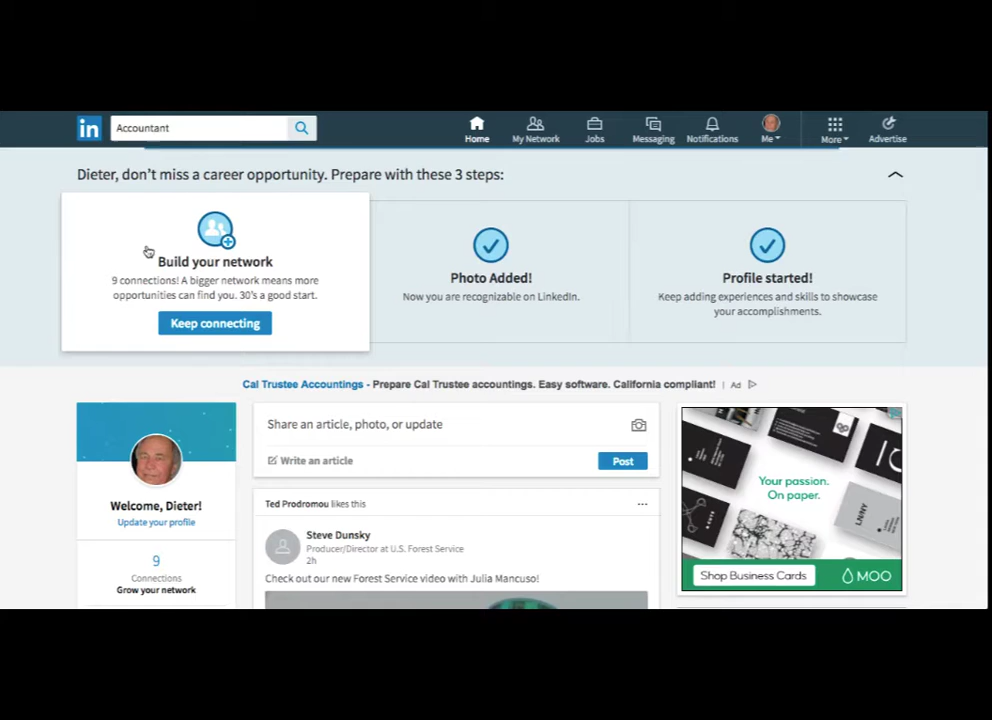 in
Accountant
Home
My Network
Jobs
Messaging
Notifications
Me
More
Advertise
Dieter, don't miss a career opportunity. Prepare with these 3 steps:
Build your network
9 connections! A bigger network means more
opportunities can find you. 30's a good start.
Keep connecting
Photo Added!
Now you are recognizable on LinkedIn.
Profile started!
Keep adding experiences and skills to showcase
your accomplishments.
Cal Trustee Accountings - Prepare Cal Trustee accountings. Easy software. California compliant! | Ad
Welcome, Dieter!
Update your profile
9
Connections
Grow your network
Share an article, photo, or update
Write an article
Post
Ted Prodromou likes this
Steve Dunsky
Producer/Director at U.S. Forest Service
2h
Check out our new Forest Service video with Julia Mancuso!
Your passion.
On paper.
Shop Business Cards
MOO